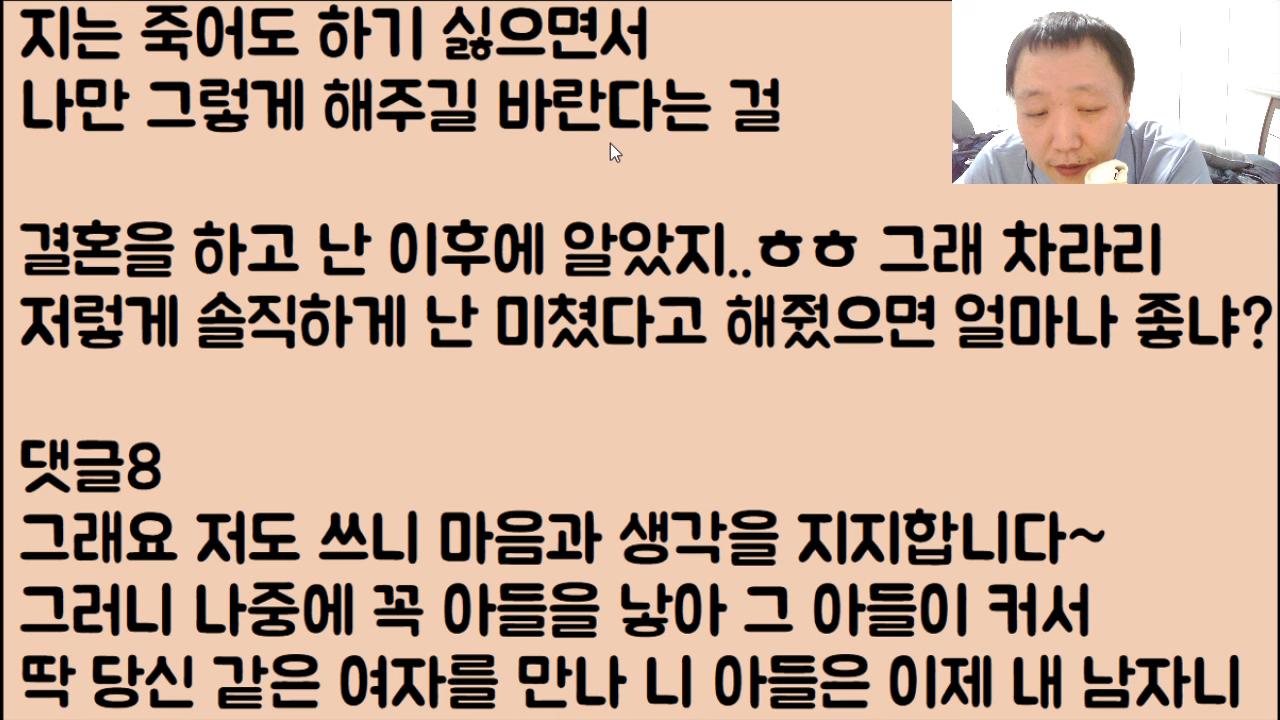 지는 죽어도 하기 싫으면서
나만 그렇게 해주길 바란다는 걸
결혼을 하고 난 이후에 알았지..ㅎㅎ 그래 차라리
저렇게 솔직하게 난 미쳤다고 해줬으면 얼마나 좋냐?
댓글8
그래요 저도 쓰니 마음과 생각을 지지합니다~
그러니 나중에 꼭 아들을 낳아 그 아들이 커서
딱 당신 같은 여자를 만나 니 아들은 이제 내 남자니